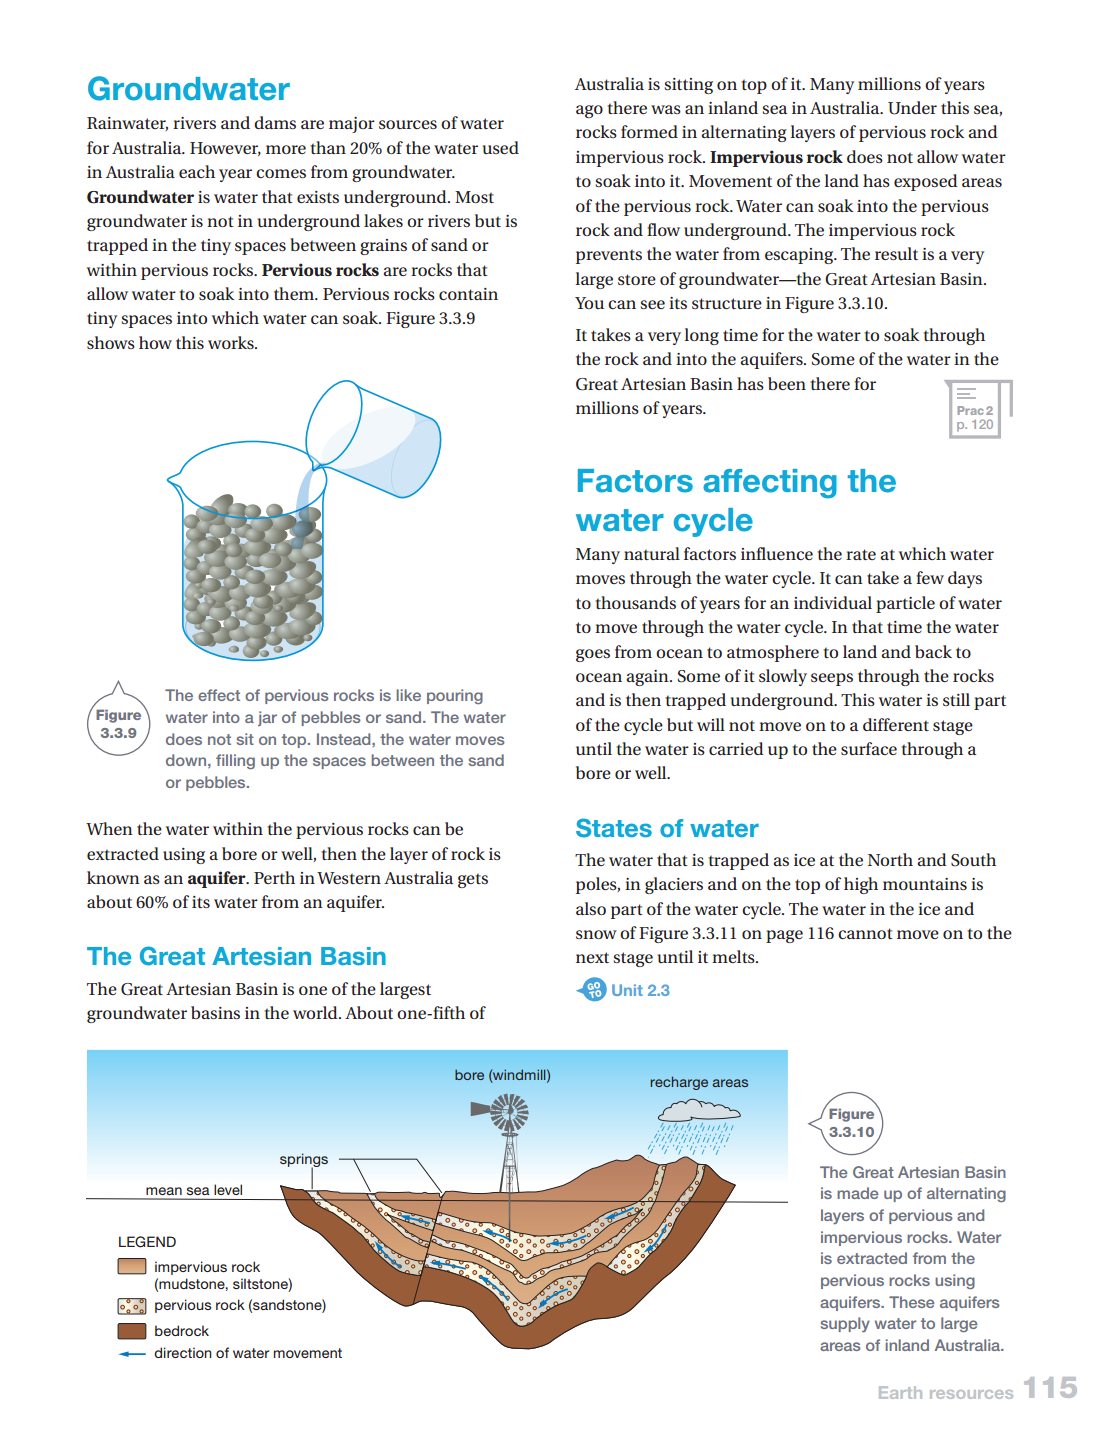 Groundwater
Rainwater, rivers and dams are major sources of water
for Australia. However, more than 20% of the water used
in Australia each year comes from groundwater.
Groundwater is water that exists underground. Most
groundwater is not in underground lakes or rivers but is
trapped in the tiny spaces between grains of sand or
within pervious rocks. Pervious rocks are rocks that
allow water to soak into them. Pervious rocks contain
tiny spaces into which water can soak. Figure 3.3.9
shows how this works.
Figure
3.3.9
The effect of pervious rocks is like pouring
water into a jar of pebbles or sand. The water
does not sit on top. Instead, the water moves
down, filling up the spaces between the sand
or pebbles.
When the water within the pervious rocks can be
extracted using a bore or well, then the layer of rock is
known as an aquifer. Perth in Western Australia gets
about 60% of its water from an aquifer.
The Great Artesian Basin
The Great Artesian Basin is one of the largest
groundwater basins in the world. About one-fifth of
Australia is sitting on top of it. Many millions of years
ago there was an inland sea in Australia. Under this sea,
rocks formed in alternating layers of pervious rock and
impervious rock. Impervious rock does not allow water
to soak into it. Movement of the land has exposed areas
of the pervious rock. Water can soak into the pervious
rock and flow underground. The impervious rock
prevents the water from escaping. The result is a very
large store of groundwater—the Great Artesian Basin.
You can see its structure in Figure 3.3.10.
It takes a very long time for the water to soak through
the rock and into the aquifers. Some of the water in the
Great Artesian Basin has been there for
millions of years.
Prac 2
p. 120
Factors affecting the
water cycle
Many natural factors influence the rate at which water
moves through the water cycle. It can take a few days
to thousands of years for an individual particle of water
to move through the water cycle. In that time the water
goes from ocean to atmosphere to land and back to
ocean again. Some of it slowly seeps through the rocks
and is then trapped underground. This water is still part
of the cycle but will not move on to a different stage
until the water is carried up to the surface through a
bore or well.
States of water
The water that is trapped as ice at the North and South
poles, in glaciers and on the top of high mountains is
also part of the water cycle. The water in the ice and
snow of Figure 3.3.11 on page 116 cannot move on to the
next stage until it melts.
GO TO Unit 2.3
bore (windmill)
recharge areas
springs
mean sea level
LEGEND
impervious rock
(mudstone, siltstone)
pervious rock (sandstone)
bedrock
direction of water movement
Figure
3.3.10
The Great Artesian Basin
is made up of alternating
layers of pervious and
impervious rocks. Water
is extracted from the
pervious rocks using
aquifers. These aquifers
supply water to large
areas of inland Australia.
Earth resources 115